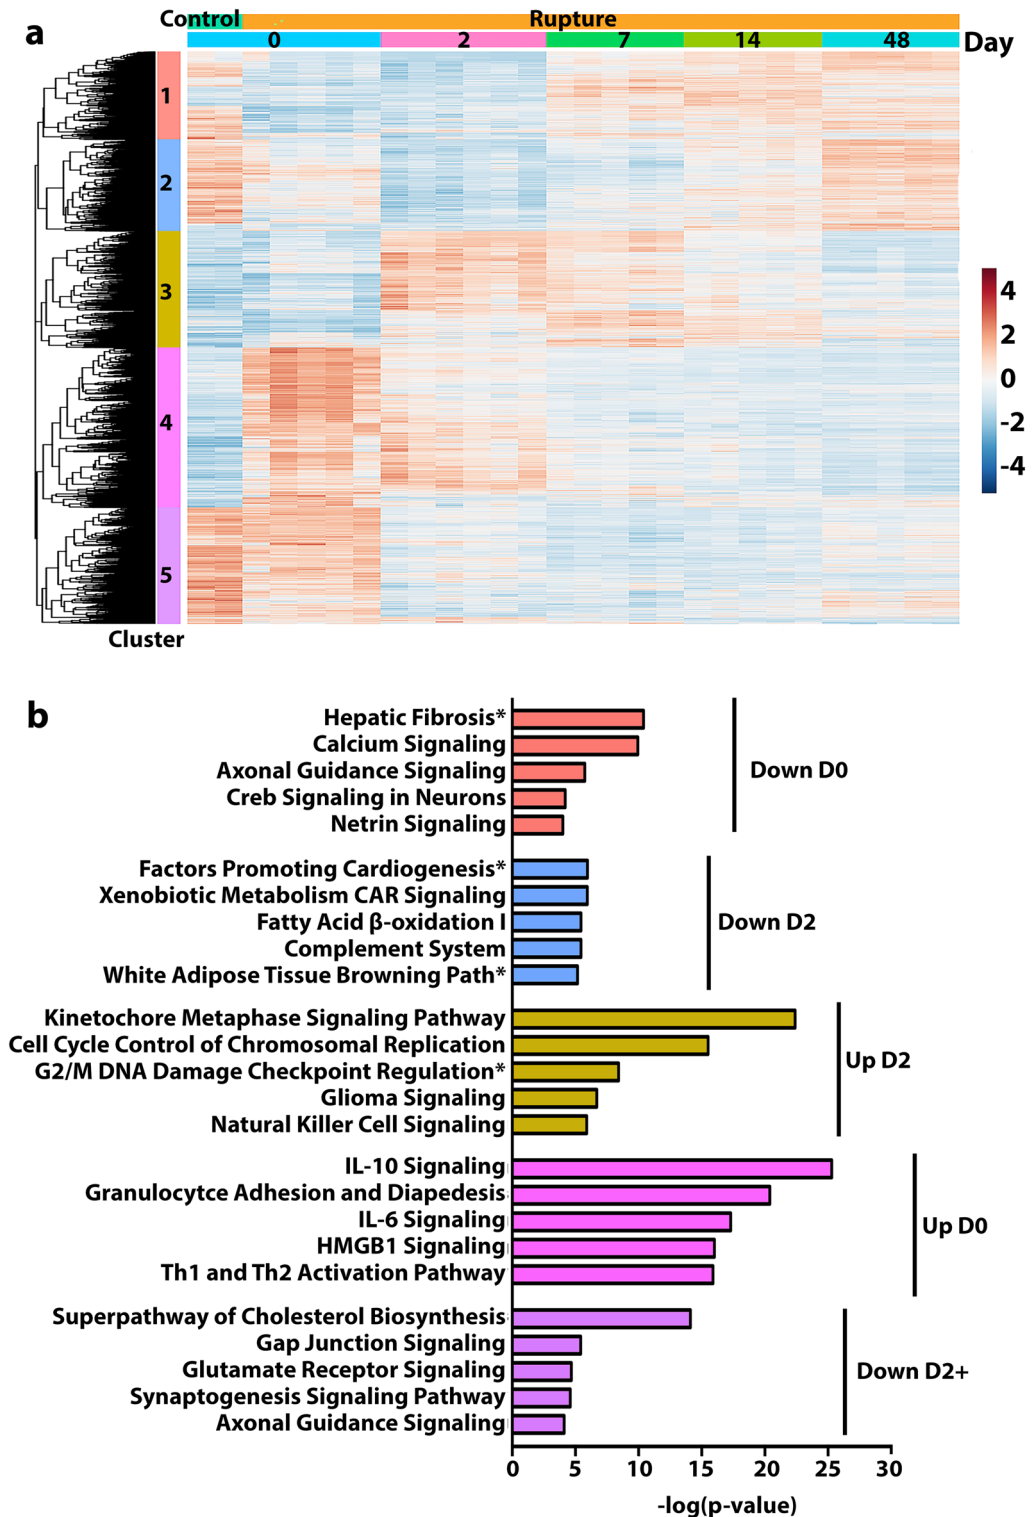 a
Control Rupture
0 2 7 14 48 Day
1
2
3
4
5
Cluster
4
2
0
-2
-4
b
Hepatic Fibrosis*
Calcium Signaling
Axonal Guidance Signaling
Creb Signaling in Neurons
Netrin Signaling
Down D0
Factors Promoting Cardiogenesis*
Xenobiotic Metabolism CAR Signaling
Fatty Acid β-oxidation I
Complement System
White Adipose Tissue Browning Path*
Down D2
Kinetochore Metaphase Signaling Pathway
Cell Cycle Control of Chromosomal Replication
G2/M DNA Damage Checkpoint Regulation*
Glioma Signaling
Natural Killer Cell Signaling
Up D2
IL-10 Signaling
Granulocytce Adhesion and Diapedesis
IL-6 Signaling
HMGB1 Signaling
Th1 and Th2 Activation Pathway
Up D0
Superpathway of Cholesterol Biosynthesis
Gap Junction Signaling
Glutamate Receptor Signaling
Synaptogenesis Signaling Pathway
Axonal Guidance Signaling
Down D2+
0 5 10 15 20 25 30
-log(p-value)